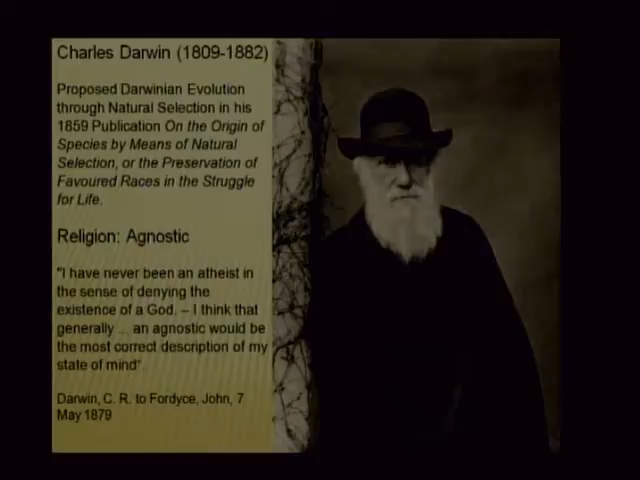 Charles Darwin (1809-1882)
Proposed Darwinian Evolution
through Natural Selection in his
1859 Publication On the Origin of
Species by Means of Natural
Selection, or the Preservation of
Favoured Races in the Struggle
for Life.
Religion: Agnostic
"I have never been an atheist in
the sense of denying the
existence of a God. – I think that
generally ... an agnostic would be
the most correct description of my
state of mind".
Darwin, C. R. to Fordyce, John, 7
May 1879